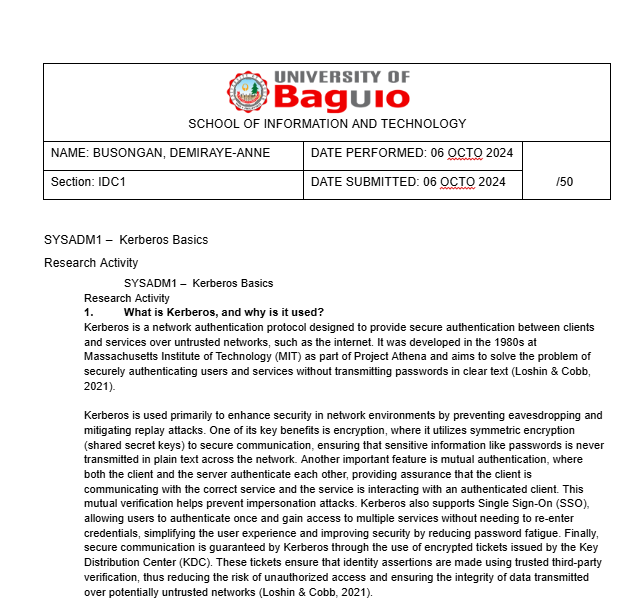 UNIVERSITY OF
Baguio
SCHOOL OF INFORMATION AND TECHNOLOGY
NAME: BUSONGAN, DEMIRAYE-ANNE
DATE PERFORMED: 06 OCTO 2024
Section: IDC1
DATE SUBMITTED: 06 OCTO 2024
/50
SYSADM1 – Kerberos Basics
Research Activity
SYSADM1 – Kerberos Basics
Research Activity
1. What is Kerberos, and why is it used?
Kerberos is a network authentication protocol designed to provide secure authentication between clients
and services over untrusted networks, such as the internet. It was developed in the 1980s at
Massachusetts Institute of Technology (MIT) as part of Project Athena and aims to solve the problem of
securely authenticating users and services without transmitting passwords in clear text (Loshin & Cobb,
2021).
Kerberos is used primarily to enhance security in network environments by preventing eavesdropping and
mitigating replay attacks. One of its key benefits is encryption, where it utilizes symmetric encryption
(shared secret keys) to secure communication, ensuring that sensitive information like passwords is never
transmitted in plain text across the network. Another important feature is mutual authentication, where
both the client and the server authenticate each other, providing assurance that the client is
communicating with the correct service and the service is interacting with an authenticated client. This
mutual verification helps prevent impersonation attacks. Kerberos also supports Single Sign-On (SSO),
allowing users to authenticate once and gain access to multiple services without needing to re-enter
credentials, simplifying the user experience and improving security by reducing password fatigue. Finally,
secure communication is guaranteed by Kerberos through the use of encrypted tickets issued by the Key
Distribution Center (KDC). These tickets ensure that identity assertions are made using trusted third-party
verification, thus reducing the risk of unauthorized access and ensuring the integrity of data transmitted
over potentially untrusted networks (Loshin & Cobb, 2021).